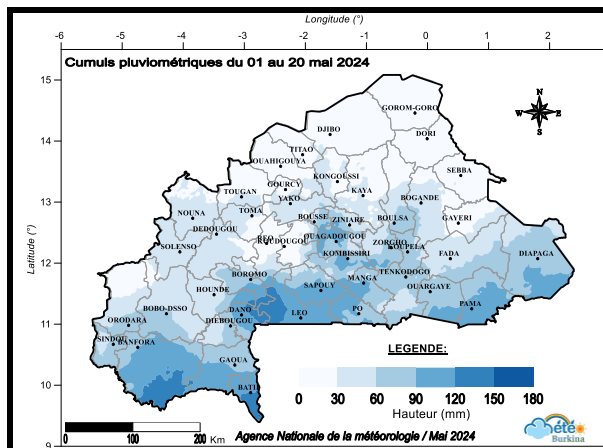 Longitude (°)
-6 -5 -4 -3 -2 -1 0 1 2
Cumuls pluviométriques du 01 au 20 mai 2024
15
14
13
12
11
10
9
Latitude (°)
N
W E
S
GOROM-GORO
DJIBO
DORI
TITAO
OUAHIGOUYA
KONGOUSSI
SEBBA
GOURCY
TOUGAN
YAKO
KAYA
BOGANDE
NOUNA
TOMA
BOUSSE
ZINIARE
BOULSA
GAYERI
DEDOUGOU
REO
KOUDOUGOU
OUAGADOUGOU
ZORGHO
SOLENSO
KOMBISSIRI
KOUPELA
FADA
DIAPAGA
BOROMO
MANGA
TENKODOGO
HOUNDE
SAPOUY
OUARGAYE
BOBO-DSSO
DANO
LEO
PO
PAMA
ORODARA
DIEBOUGOU
SINDOU
BANFORA
GAOUA
BATIE
LEGENDE:
0 30 60 90 120 150 180
Hauteur (mm)
0 100 200
Km
Agence Nationale de la météorologie / Mai 2024
météo
Burkina